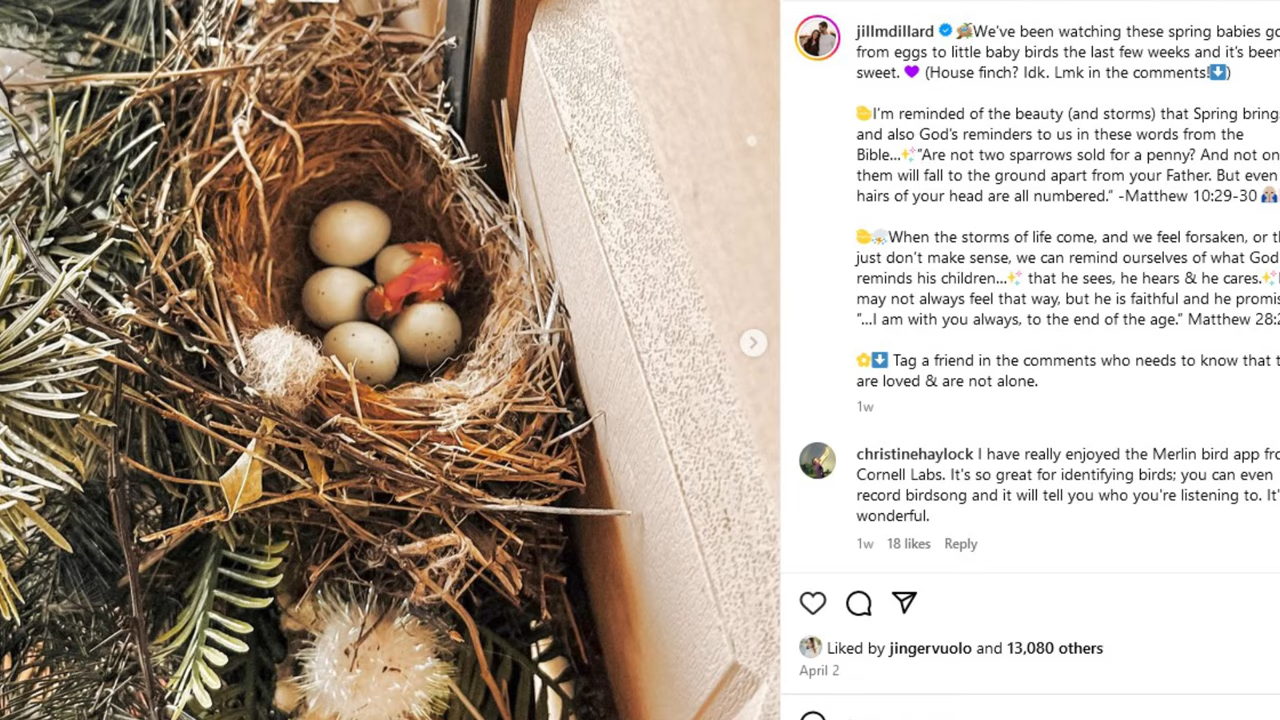 jillmdillard We've been watching these spring babies go
from eggs to little baby birds the last few weeks and it's been
sweet. 💜 (House finch? Idk. Lmk in the comments!⬇️)
I'm reminded of the beauty (and storms) that Spring bring
and also God's reminders to us in these words from the
Bible...✨"Are not two sparrows sold for a penny? And not on
them will fall to the ground apart from your Father. But even
hairs of your head are all numbered." -Matthew 10:29-30
When the storms of life come, and we feel forsaken, or t
just don't make sense, we can remind ourselves of what God
reminds his children...✨ that he sees, he hears & he cares.✨
may not always feel that way, but he is faithful and he promis
"...I am with you always, to the end of the age." Matthew 28:2
⬇️ Tag a friend in the comments who needs to know that t
are loved & are not alone.
1w
christinehaylock I have really enjoyed the Merlin bird app fro
Cornell Labs. It's so great for identifying birds; you can even
record birdsong and it will tell you who you're listening to. It'
wonderful.
1w 18 likes Reply
Liked by jingervuolo and 13,080 others
April 2